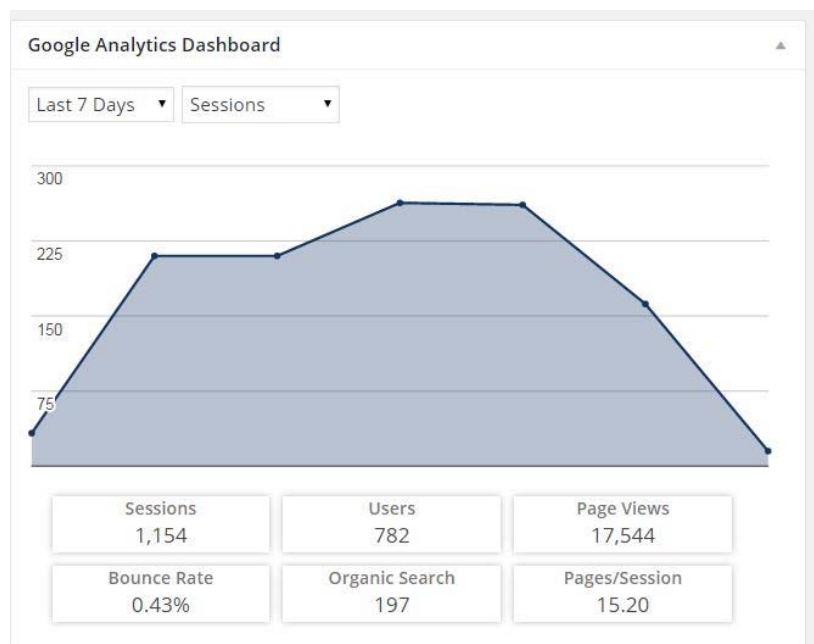 Google Analytics Dashboard
Last 7 Days Sessions
300
225
150
75
Sessions Users Page Views
1,154 782 17,544
Bounce Rate Organic Search Pages/Session
0.43% 197 15.20